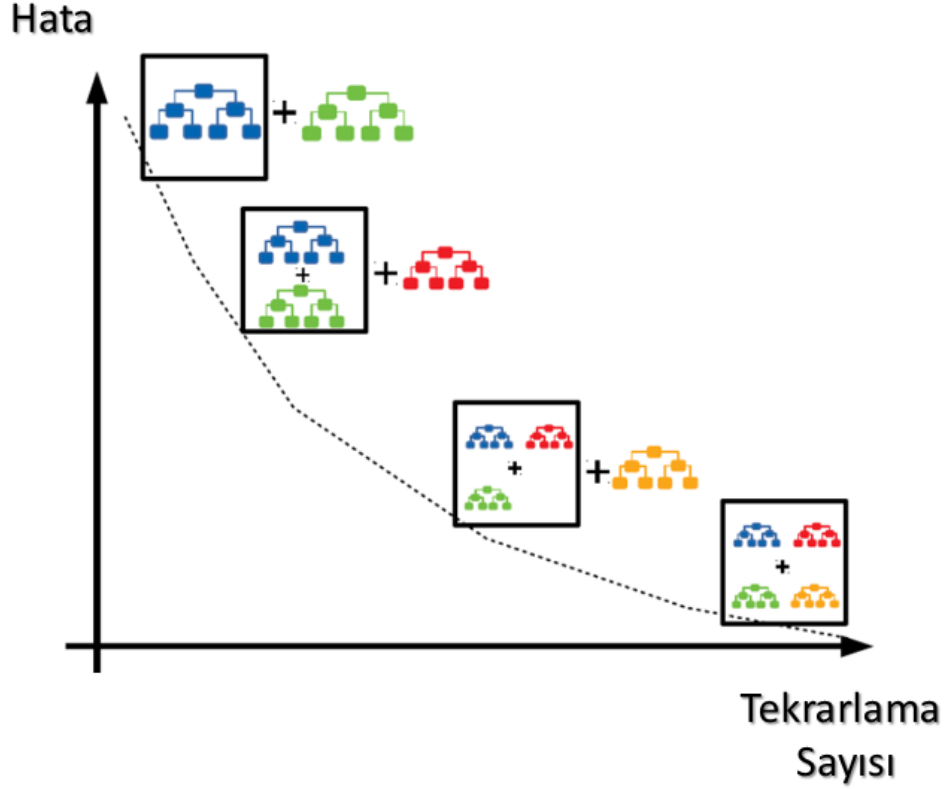 Hata
+
+
+
+
+
+
Tekrarlama
Sayısı